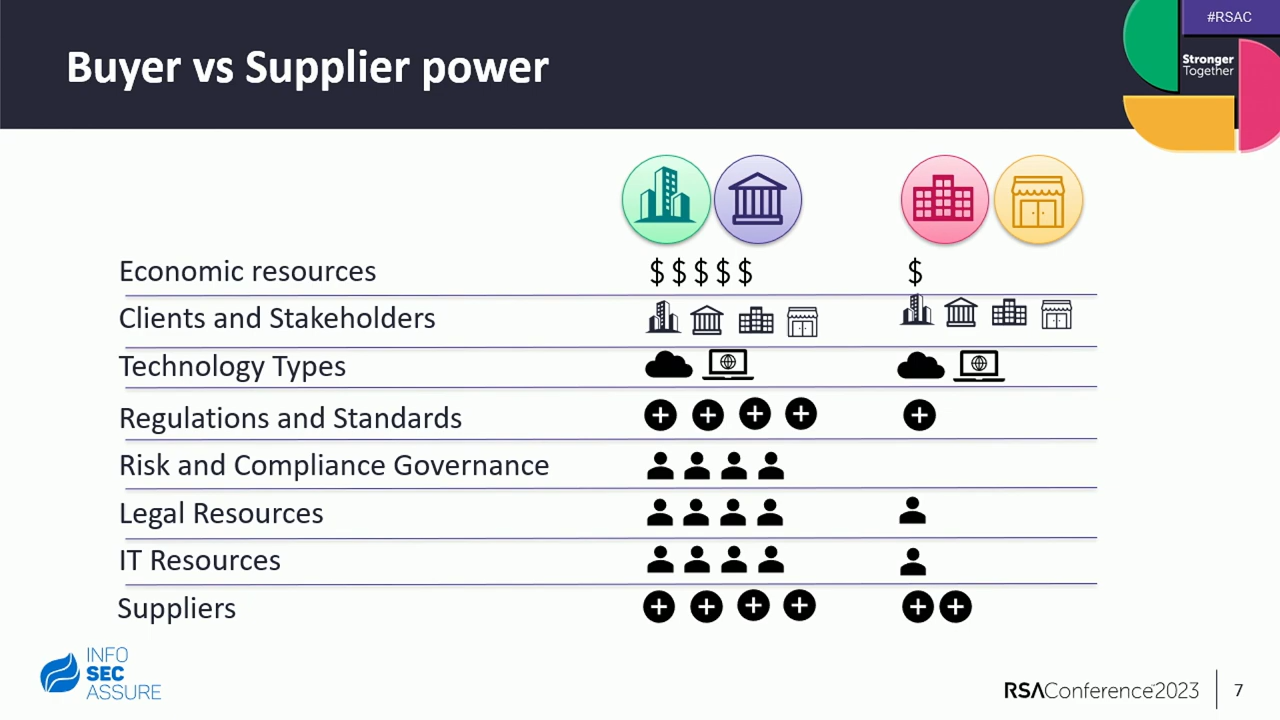 #RSAC
Stronger
Together
Buyer vs Supplier power
Economic resources $ $ $ $ $ $
Clients and Stakeholders
Technology Types
Regulations and Standards
Risk and Compliance Governance
Legal Resources
IT Resources
Suppliers
INFO
SEC
ASSURE
RSAConference™2023 7